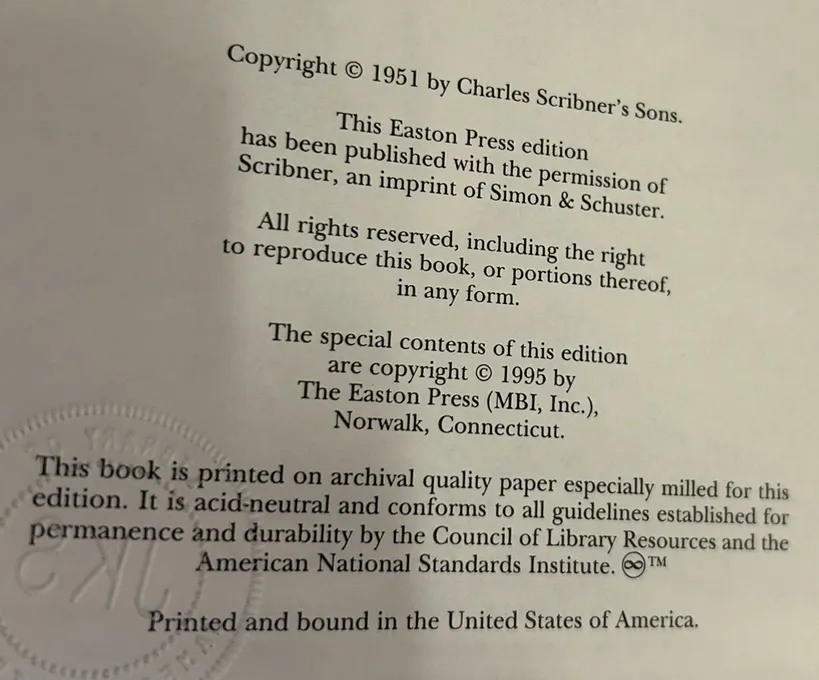 Copyright © 1951 by Charles Scribner's Sons.
This Easton Press edition
has been published with the permission of
Scribner, an imprint of Simon & Schuster.
All rights reserved, including the right
to reproduce this book, or portions thereof,
in any form.
The special contents of this edition
are copyright © 1995 by
The Easton Press (MBI, Inc.),
Norwalk, Connecticut.
This book is printed on archival quality paper especially milled for this
edition. It is acid-neutral and conforms to all guidelines established for
permanence and durability by the Council of Library Resources and the
American National Standards Institute. ♾™
Printed and bound in the United States of America.